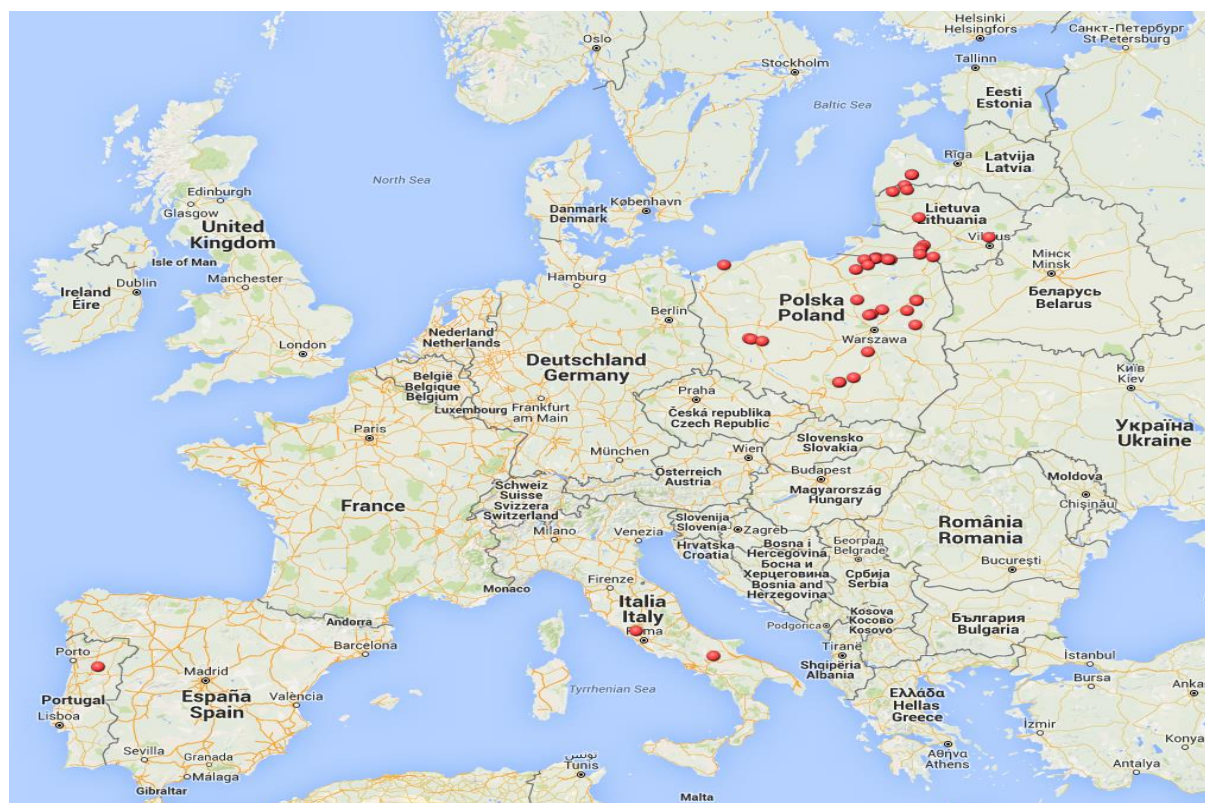 Helsinki
Helsingfors
Санкт-Петербург
St Petersburg
Oslo
Stockholm
Tallinn
Eesti
Estonia
Baltic Sea
Rīga
Latvija
Latvia
North Sea
Edinburgh
Glasgow
United
Kingdom
Danmark
Denmark
København
Lietuva
Lithuania
Vilnius
Isle of Man
Мінск
Minsk
Беларусь
Belarus
Dublin
Manchester
Hamburg
Ireland
Éire
Polska
Poland
Berlin
Nederland
Netherlands
Warszawa
London
Deutschland
Germany
België
Belgique
Belgium
Київ
Kiev
Praha
Luxembourg
Frankfurt
am Main
Česká republika
Czech Republic
Україна
Ukraine
Paris
Slovensko
Slovakia
München
Wien
Österreich
Austria
Budapest
Magyarország
Hungary
Moldova
Chișinău
Schweiz
Suisse
Svizzera
Switzerland
France
Slovenija
Slovenia
Zagreb
Milano
Venezia
Hrvatska
Croatia
Bosna i
Hercegovina
Босна и
Херцеговина
Bosnia and
Herzegovina
Београд
Belgrade
România
Romania
București
Србија
Serbia
Monaco
Firenze
Italia
Italy
Kosova
Косово
Kosovo
България
Bulgaria
Andorra
Podgorica
Roma
Porto
Barcelona
Tiranë
İstanbul
Madrid
Shqipëria
Albania
Bursa
Portugal
España
Spain
València
Tyrrhenian Sea
Ελλάδα
Hellas
Greece
Lisboa
İzmir
Sevilla
Granada
Málaga
تونس
Tunis
Αθήνα
Athens
Konya
Antalya
Gibraltar
Malta